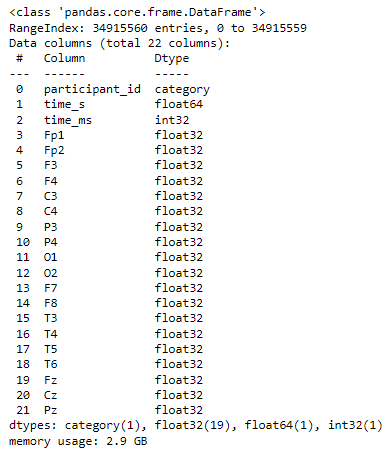 <class 'pandas.core.frame.DataFrame'>
RangeIndex: 34915560 entries, 0 to 34915559
Data columns (total 22 columns):
 #   Column          Dtype
---  ------          -----
 0   participant_id  category
 1   time_s          float64
 2   time_ms         int32
 3   Fp1             float32
 4   Fp2             float32
 5   F3              float32
 6   F4              float32
 7   C3              float32
 8   C4              float32
 9   P3              float32
 10  P4              float32
 11  O1              float32
 12  O2              float32
 13  F7              float32
 14  F8              float32
 15  T3              float32
 16  T4              float32
 17  T5              float32
 18  T6              float32
 19  Fz              float32
 20  Cz              float32
 21  Pz              float32
dtypes: category(1), float32(19), float64(1), int32(1)
memory usage: 2.9 GB